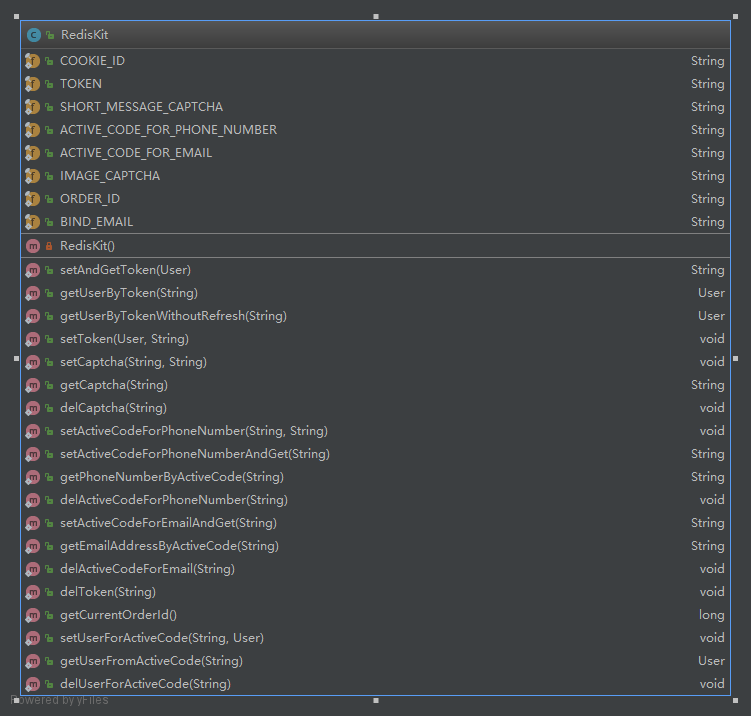 RedisKit
COOKIE_ID String
TOKEN String
SHORT_MESSAGE_CAPTCHA String
ACTIVE_CODE_FOR_PHONE_NUMBER String
ACTIVE_CODE_FOR_EMAIL String
IMAGE_CAPTCHA String
ORDER_ID String
BIND_EMAIL String
RedisKit()
setAndGetToken(User) String
getUserByToken(String) User
getUserByTokenWithoutRefresh(String) User
setToken(User, String) void
setCaptcha(String, String) void
getCaptcha(String) String
delCaptcha(String) void
setActiveCodeForPhoneNumber(String, String) void
setActiveCodeForPhoneNumberAndGet(String) String
getPhoneNumberByActiveCode(String) String
delActiveCodeForPhoneNumber(String) void
setActiveCodeForEmailAndGet(String) String
getEmailAddressByActiveCode(String) String
delActiveCodeForEmail(String) void
delToken(String) void
getCurrentOrderId() long
setUserForActiveCode(String, User) void
getUserFromActiveCode(String) User
delUserForActiveCode(String) void
Powered by yFiles